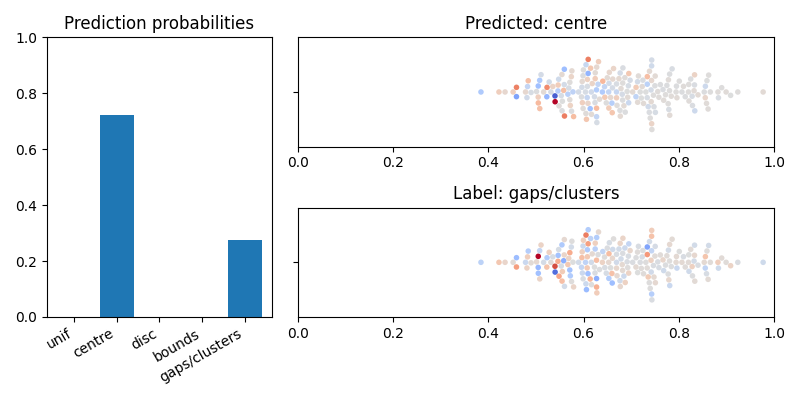 Prediction probabilities
1.0
0.8
0.6
0.4
0.2
0.0
unif
centre
disc
bounds
gaps/clusters
Predicted: centre
0.0 0.2 0.4 0.6 0.8 1.0
Label: gaps/clusters
0.0 0.2 0.4 0.6 0.8 1.0